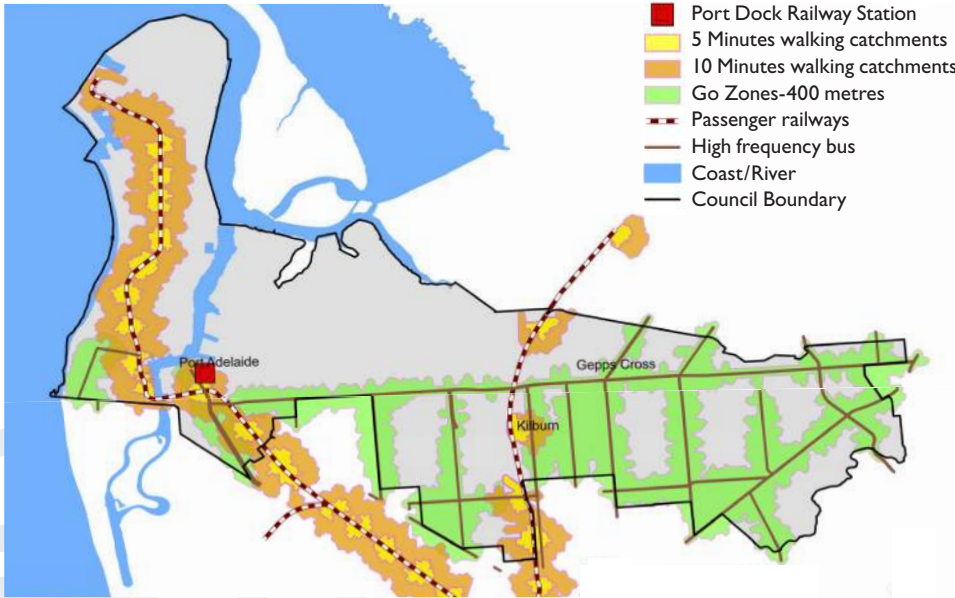 Port Dock Railway Station
5 Minutes walking catchments
10 Minutes walking catchments
Go Zones-400 metres
Passenger railways
High frequency bus
Coast/River
Council Boundary
Port Adelaide
Gepps Cross
Kilburn